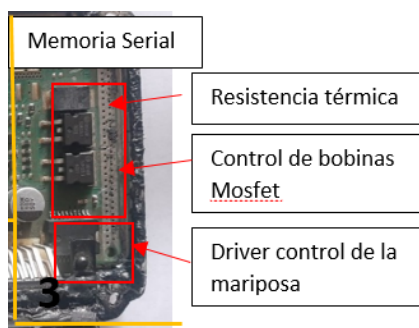 Memoria Serial
Resistencia térmica
Control de bobinas
Mosfet
Driver control de la
mariposa
3